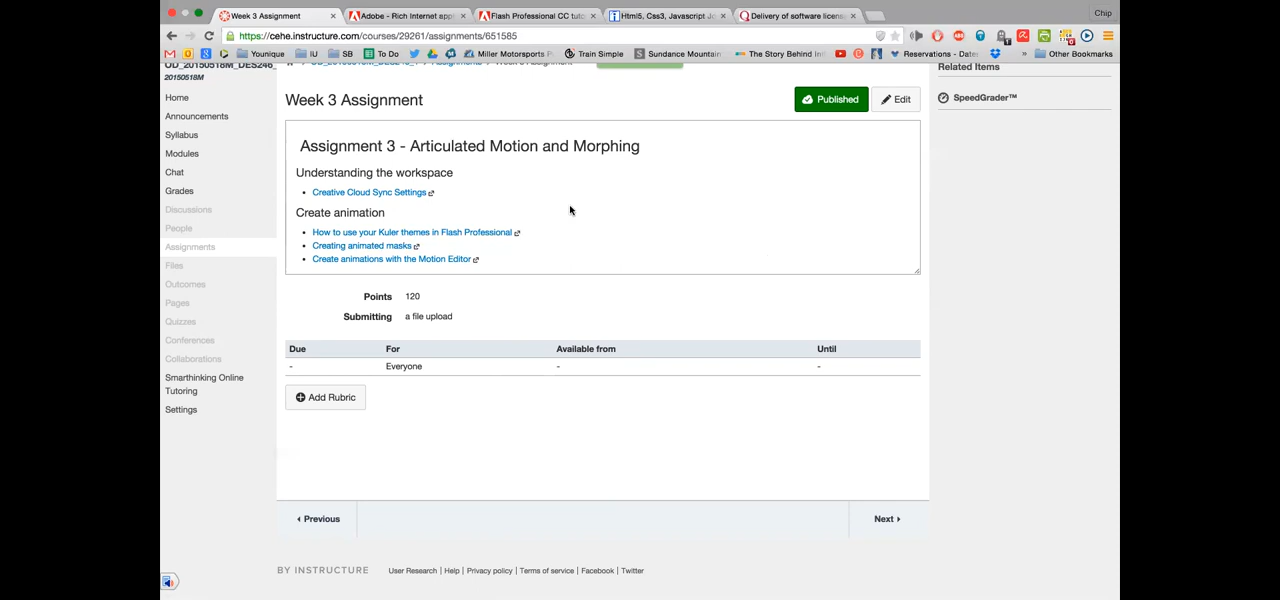 Week 3 Assignment
Adobe - Rich Internet app
Flash Professional CC tuto
Html5, Css3, Javascript Jo
Delivery of software licens
Chip
https://cehe.instructure.com/courses/29261/assignments/651585
Younique
IU
SB
To Do
Miller Motorsports P
Train Simple
Sundance Mountain
The Story Behind Int
Reservations - Dates
»
Other Bookmarks
OD_20150518M_DES246_
20150518M
Home
Announcements
Syllabus
Modules
Chat
Grades
Discussions
People
Assignments
Files
Outcomes
Pages
Quizzes
Conferences
Collaborations
Smarthinking Online
Tutoring
Settings
Week 3 Assignment
Published
Edit
Assignment 3 - Articulated Motion and Morphing
Understanding the workspace
Creative Cloud Sync Settings
Create animation
How to use your Kuler themes in Flash Professional
Creating animated masks
Create animations with the Motion Editor
Points 120
Submitting a file upload
Due For Available from Until
- Everyone - -
Add Rubric
Previous
Next
BY INSTRUCTURE User Research | Help | Privacy policy | Terms of service | Facebook | Twitter
Related Items
SpeedGrader™